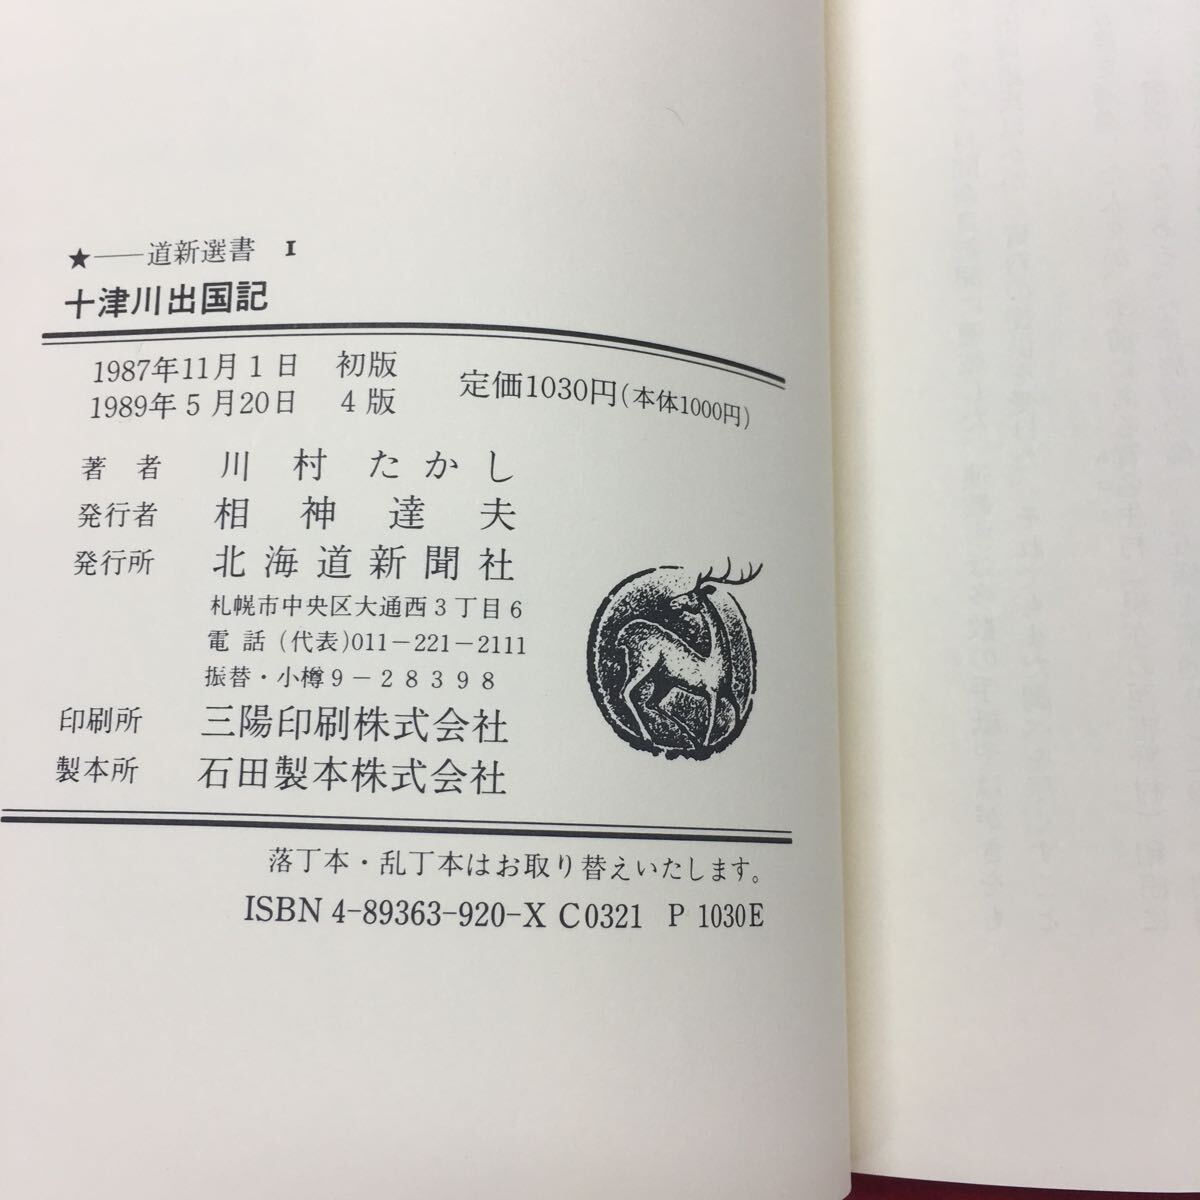 ★──道新選書 I
十津川出国記
1987年11月1日 初版
1989年5月20日 4版
定価1030円(本体1000円)
著者 川村たかし
発行者 相神達夫
発行所 北海道新聞社
札幌市中央区大通西3丁目6
電話(代表)011-221-2111
振替・小樽9-28398
印刷所 三陽印刷株式会社
製本所 石田製本株式会社
落丁本・乱丁本はお取り替えいたします。
ISBN 4-89363-920-X C0321 P1030E